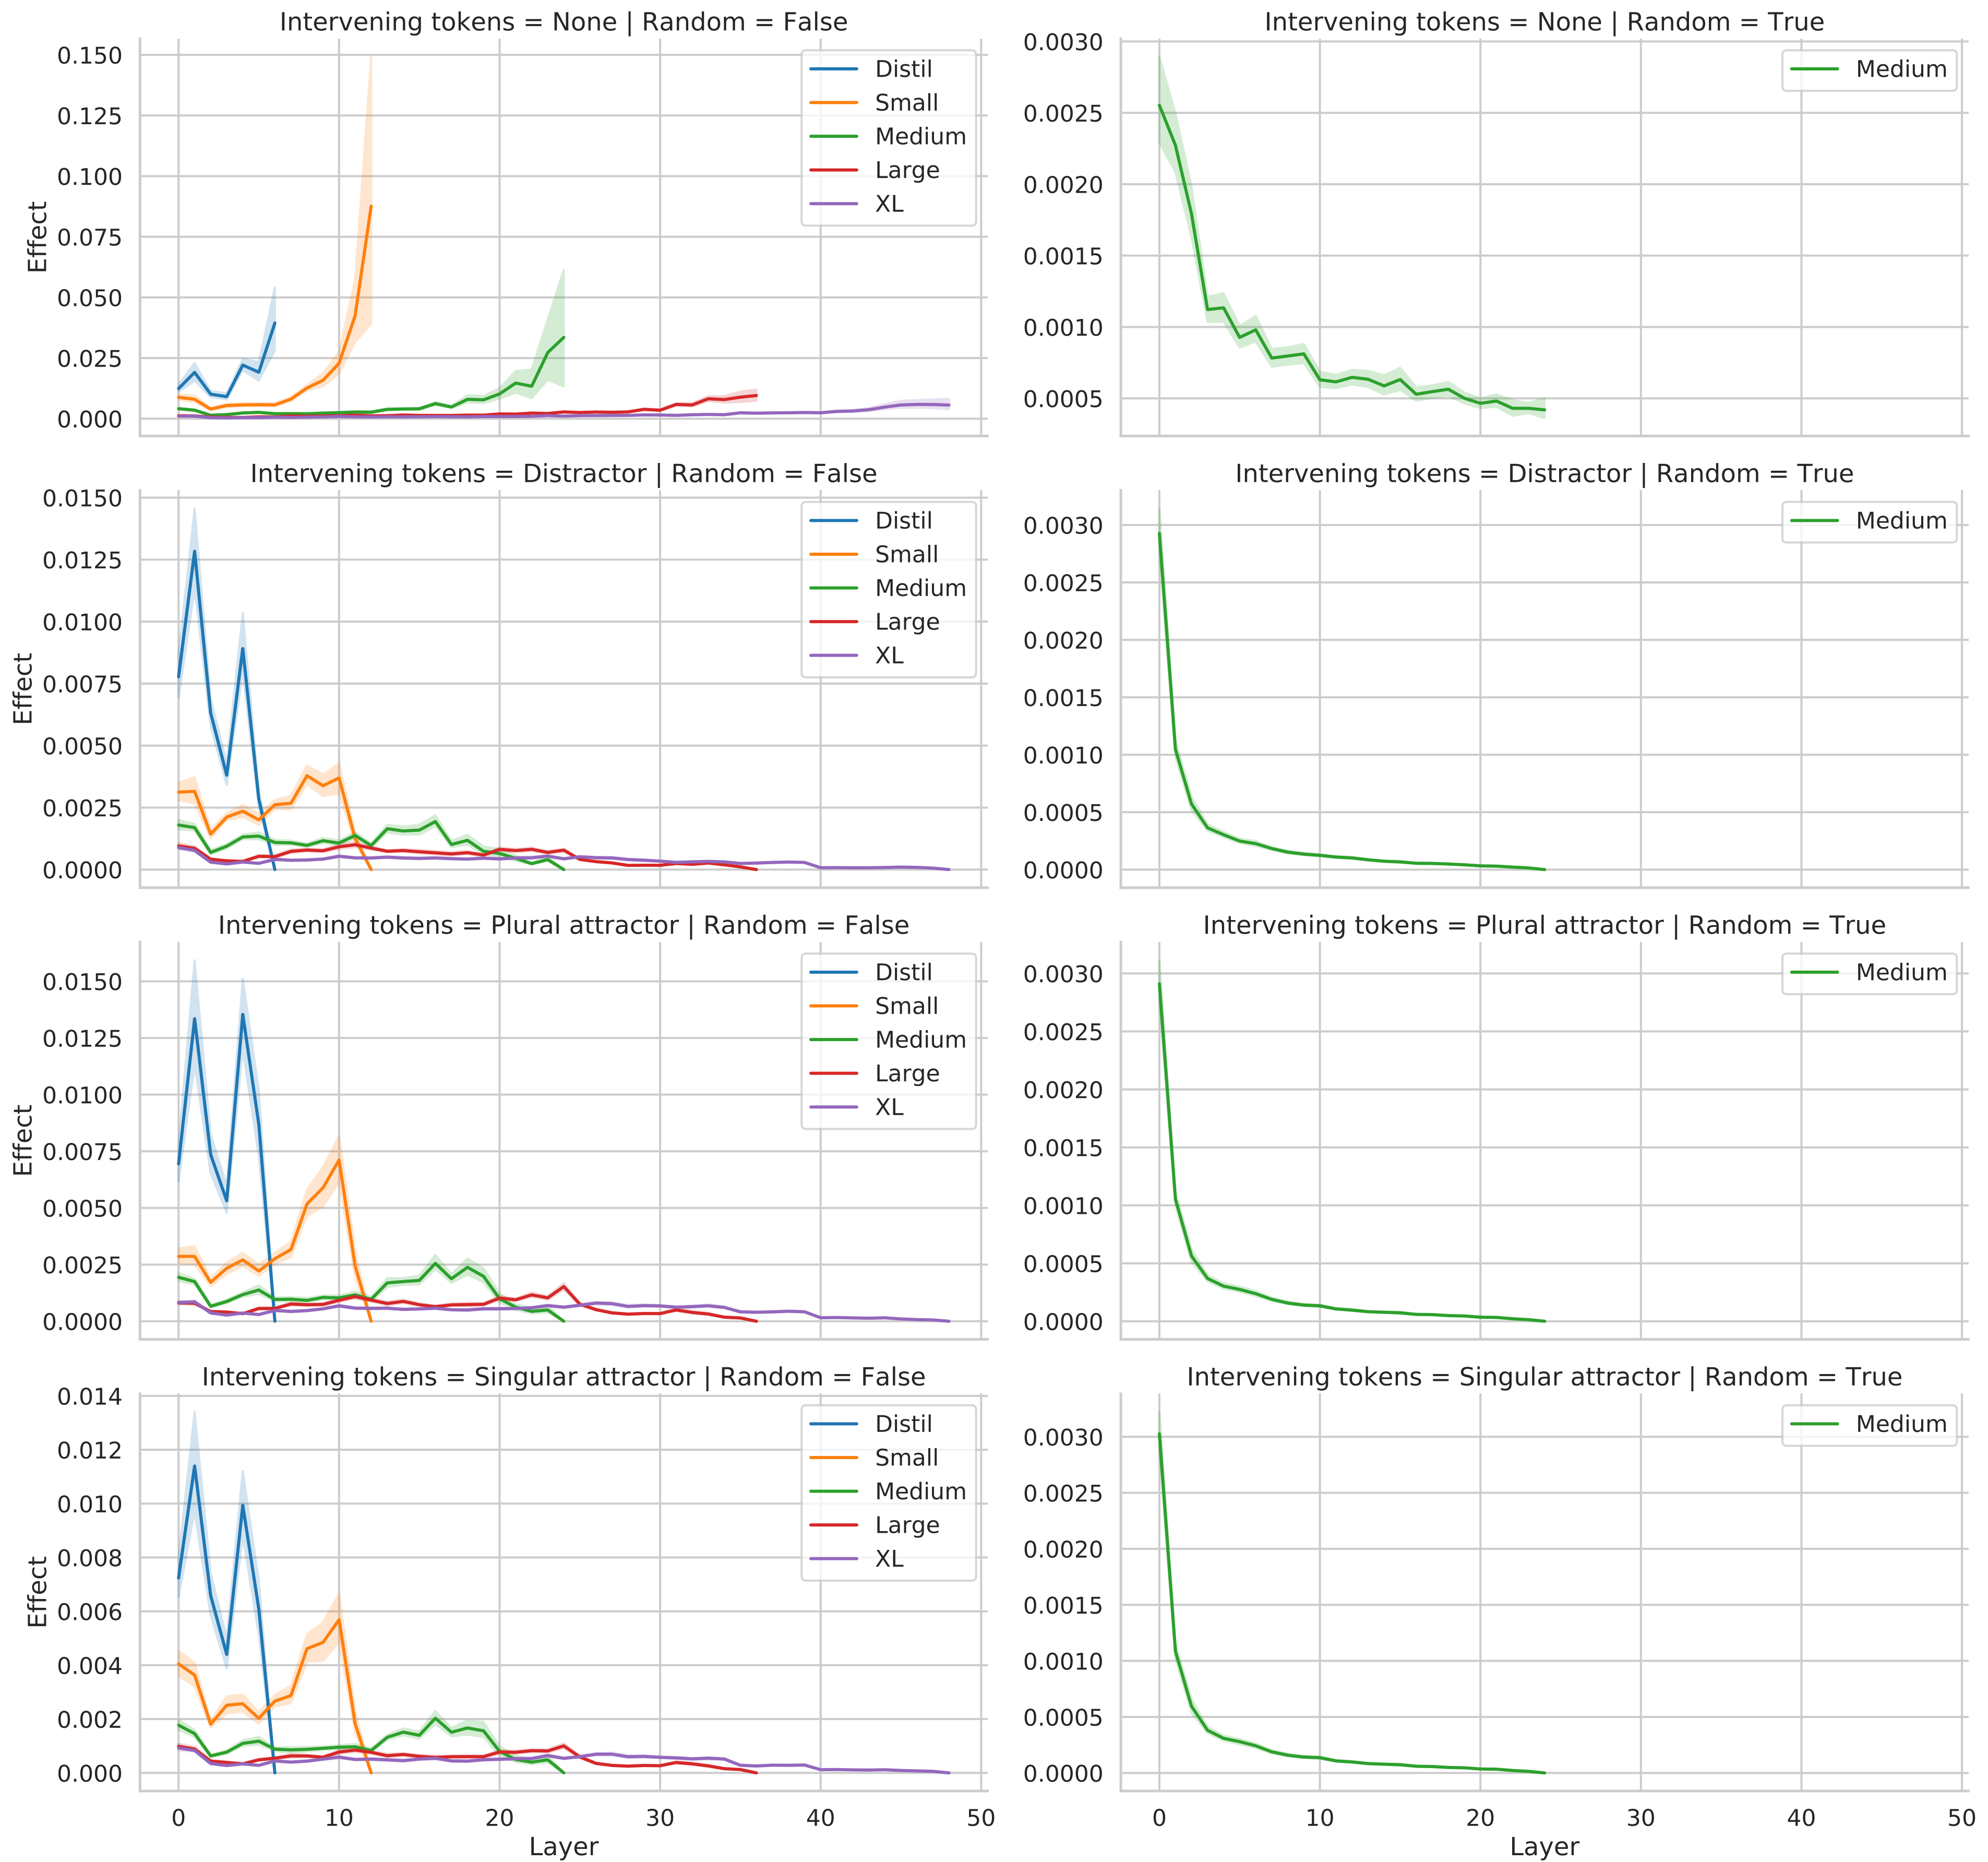 Intervening tokens = None | Random = False
0.150
0.125
0.100
0.075
0.050
0.025
0.000
Effect
Distil
Small
Medium
Large
XL
Intervening tokens = None | Random = True
0.0030
0.0025
0.0020
0.0015
0.0010
0.0005
Medium
Intervening tokens = Distractor | Random = False
0.0150
0.0125
0.0100
0.0075
0.0050
0.0025
0.0000
Effect
Distil
Small
Medium
Large
XL
Intervening tokens = Distractor | Random = True
0.0030
0.0025
0.0020
0.0015
0.0010
0.0005
0.0000
Medium
Intervening tokens = Plural attractor | Random = False
0.0150
0.0125
0.0100
0.0075
0.0050
0.0025
0.0000
Effect
Distil
Small
Medium
Large
XL
Intervening tokens = Plural attractor | Random = True
0.0030
0.0025
0.0020
0.0015
0.0010
0.0005
0.0000
Medium
Intervening tokens = Singular attractor | Random = False
0.014
0.012
0.010
0.008
0.006
0.004
0.002
0.000
Effect
Distil
Small
Medium
Large
XL
0 10 20 30 40 50
Layer
Intervening tokens = Singular attractor | Random = True
0.0030
0.0025
0.0020
0.0015
0.0010
0.0005
0.0000
Medium
0 10 20 30 40 50
Layer